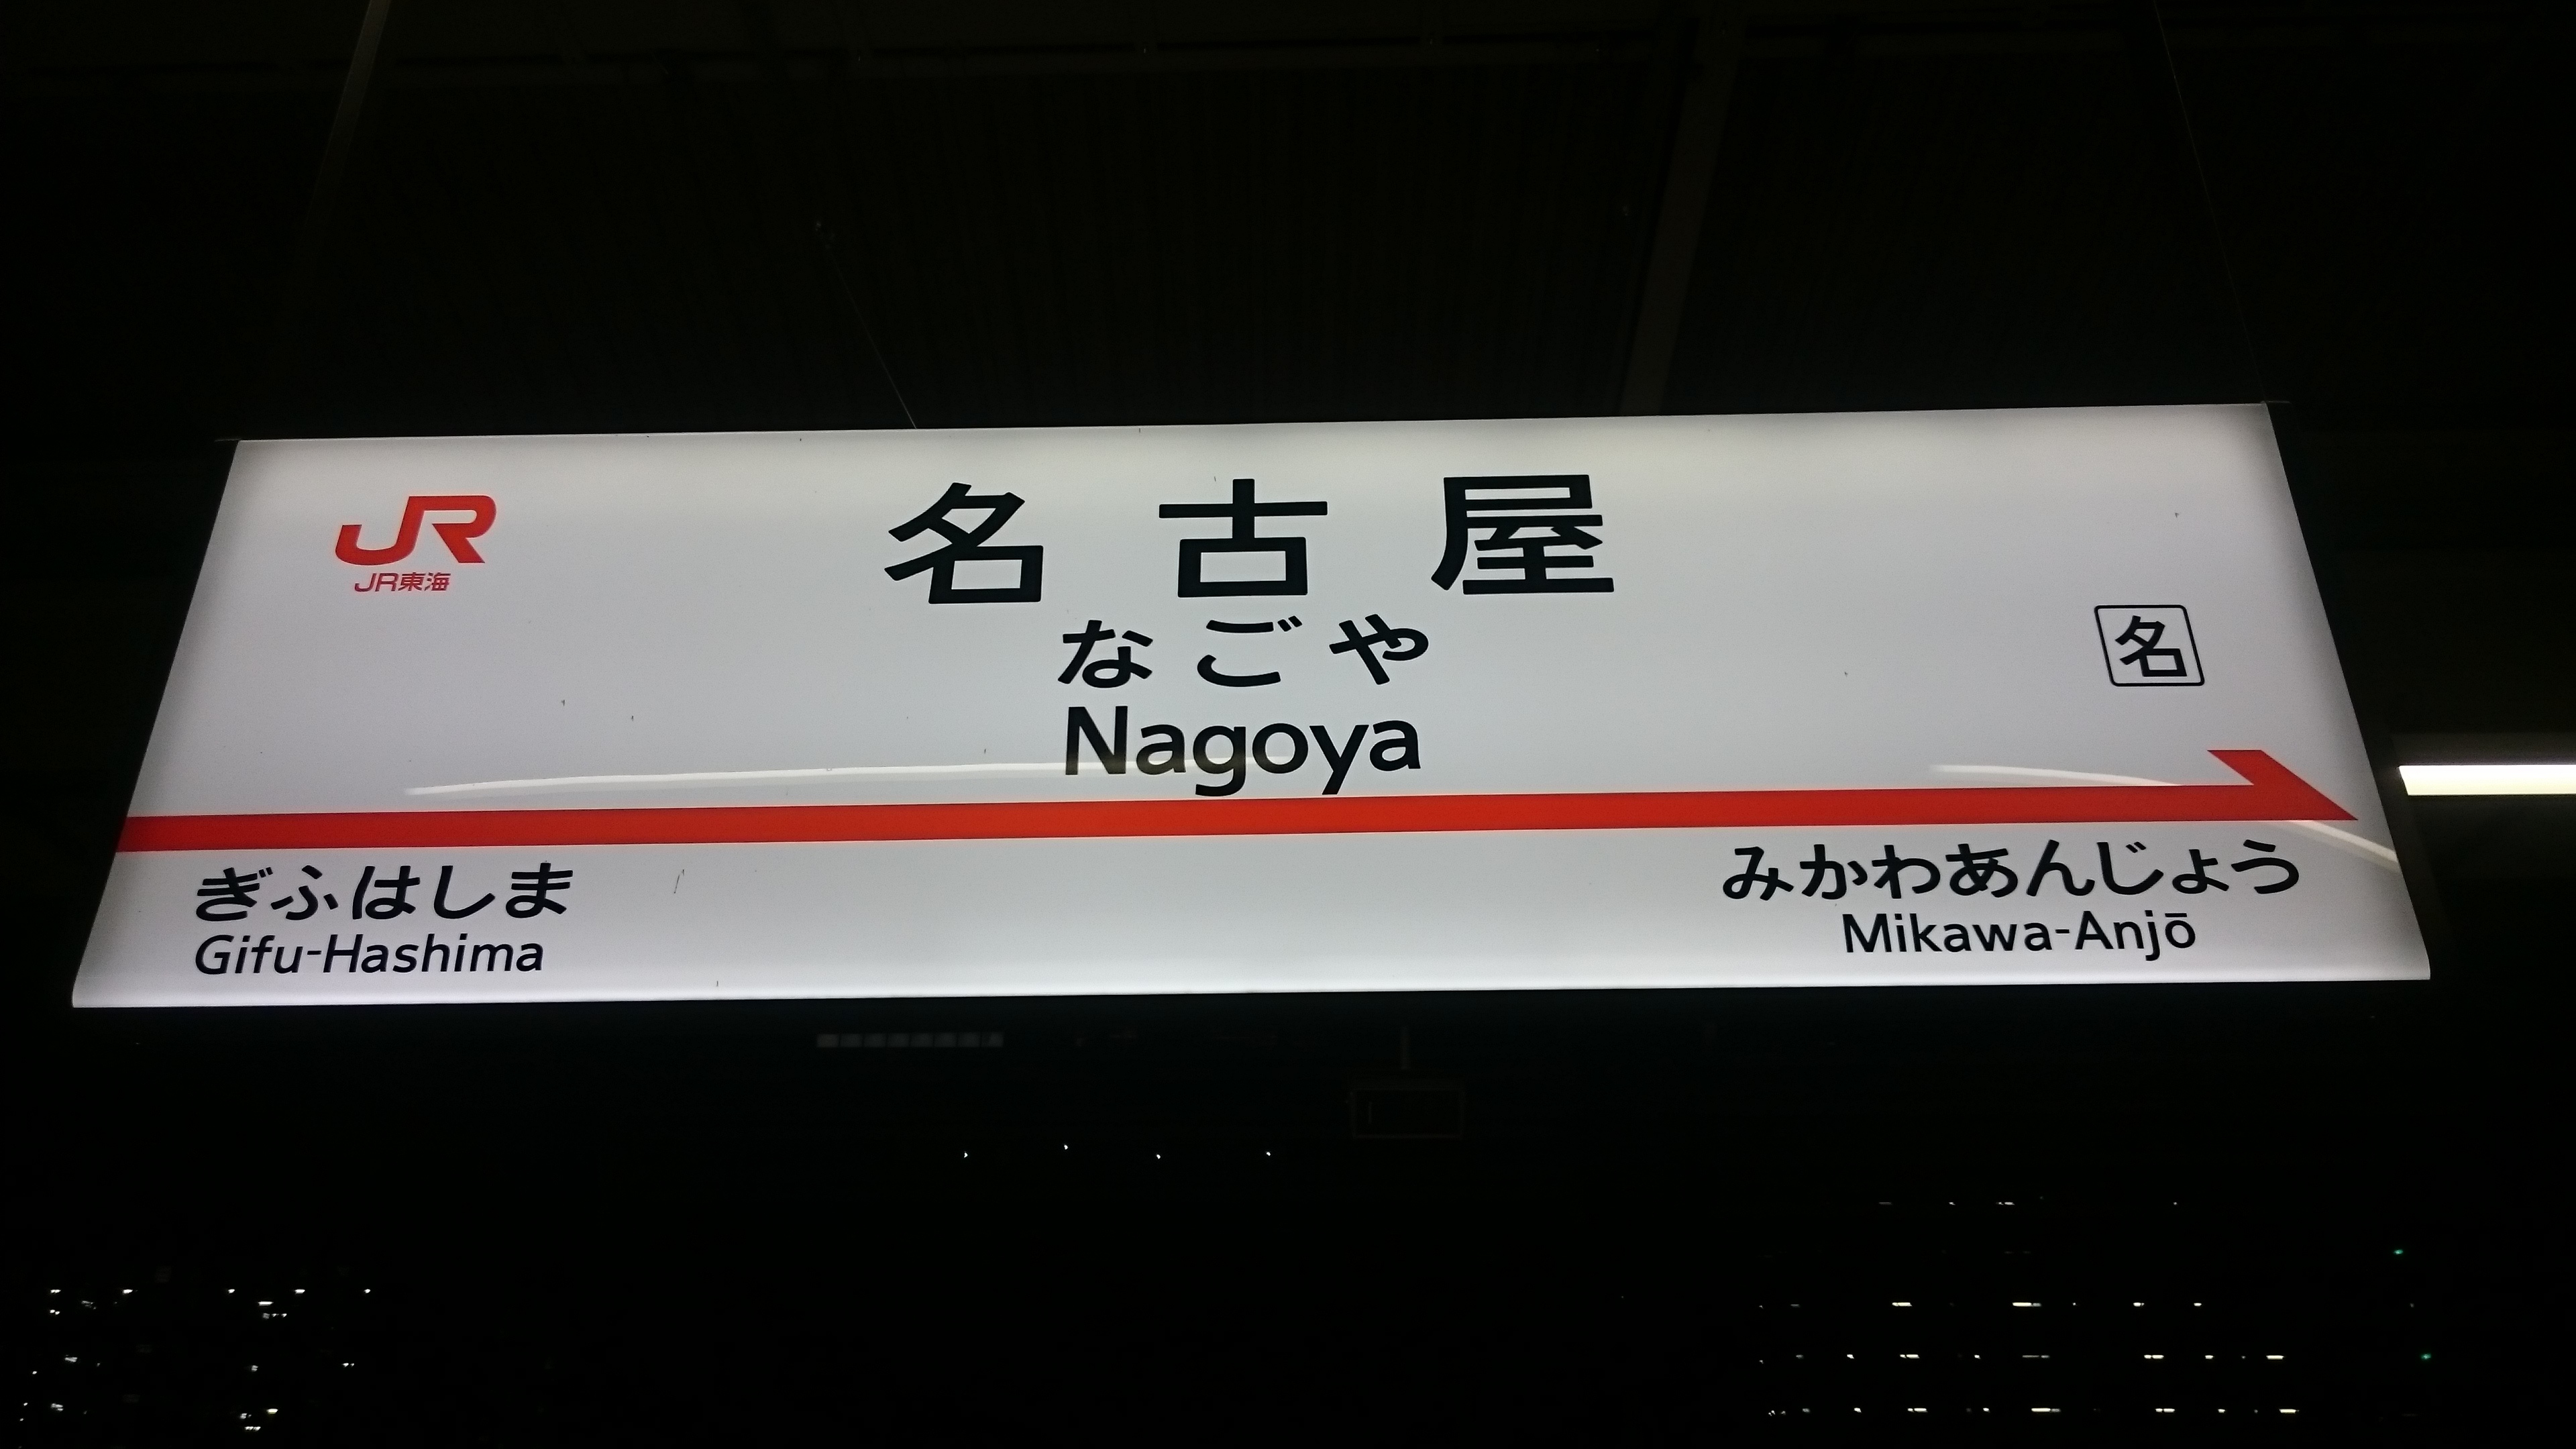 JR
JR東海
名古屋
なごや
Nagoya
名
ぎふはしま
Gifu-Hashima
みかわあんじょう
Mikawa-Anjō